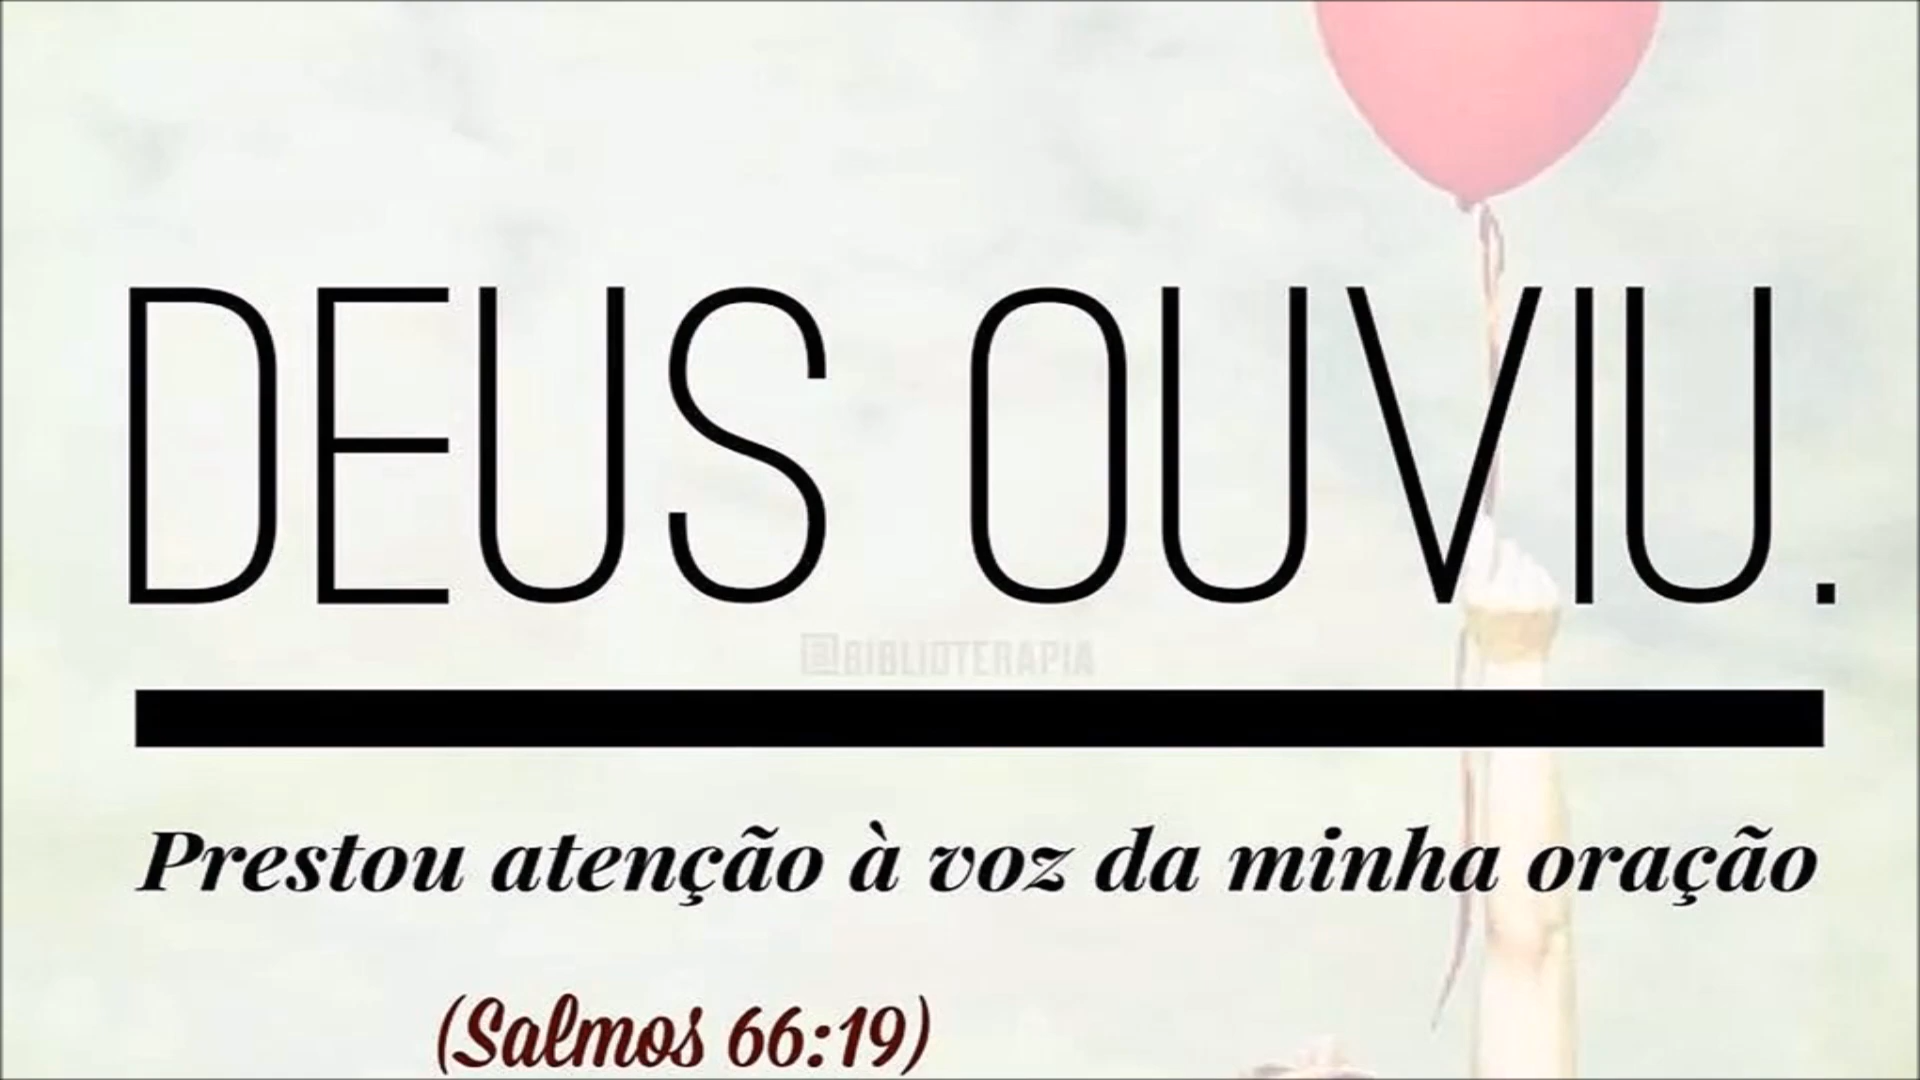 DEUS OUVIU.
@BIBLIOTERAPIA
Prestou atenção à voz da minha oração
(Salmos 66:19)